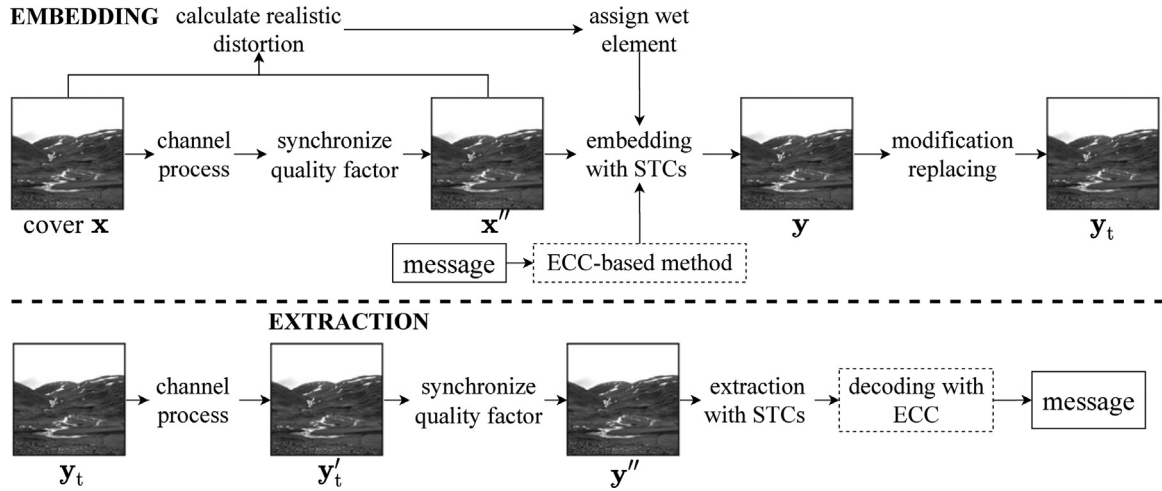 EMBEDDING
calculate realistic
distortion
assign wet
element
channel
process
synchronize
quality factor
embedding
with STCs
modification
replacing
cover x
x″
y
yt
message
ECC-based method
EXTRACTION
channel
process
synchronize
quality factor
extraction
with STCs
decoding with
ECC
message
yt
y′t
y″